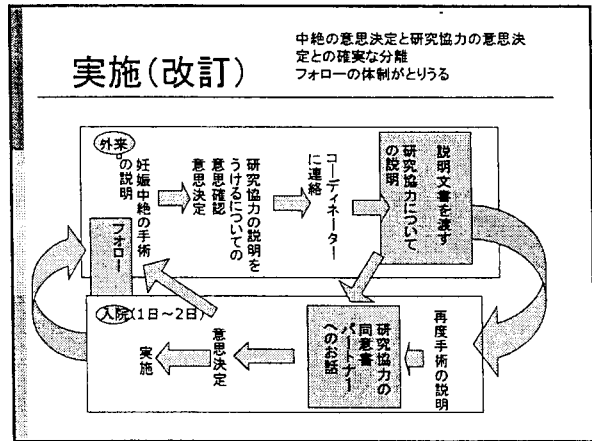 実施(改訂)
中絶の意思決定と研究協力の意思決
定との確実な分離
フォローの体制がとりうる
外来
妊娠中絶の手術
の説明
研究協力の説明を
うけるについての
意思確認
意思決定
コーディネーター
に連絡
説明文書を渡す
研究協力について
の説明
フォロー
入院(1日~2日)
再度手術の説明
研究協力の
同意書
パートナー
へのお話
意思決定
実施